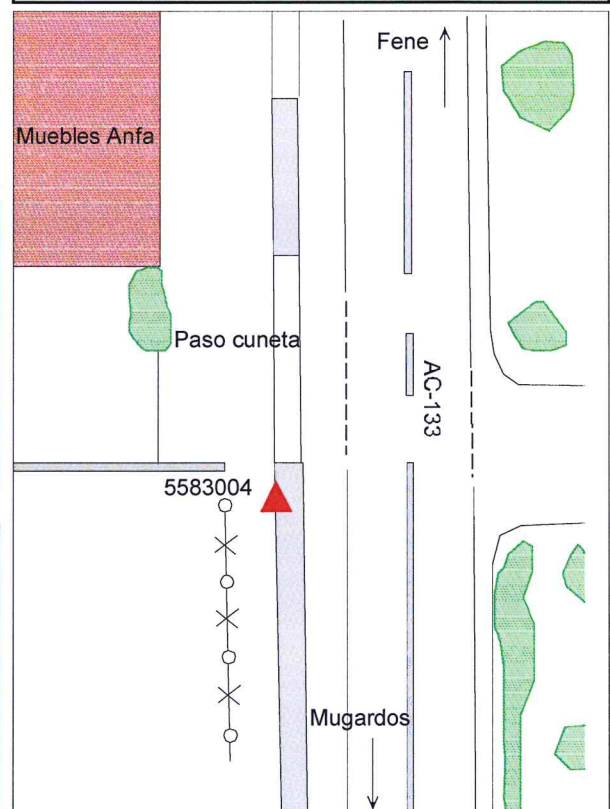 Fene
Muebles Anfa
Paso cuneta
AC-133
5583004
Mugardos